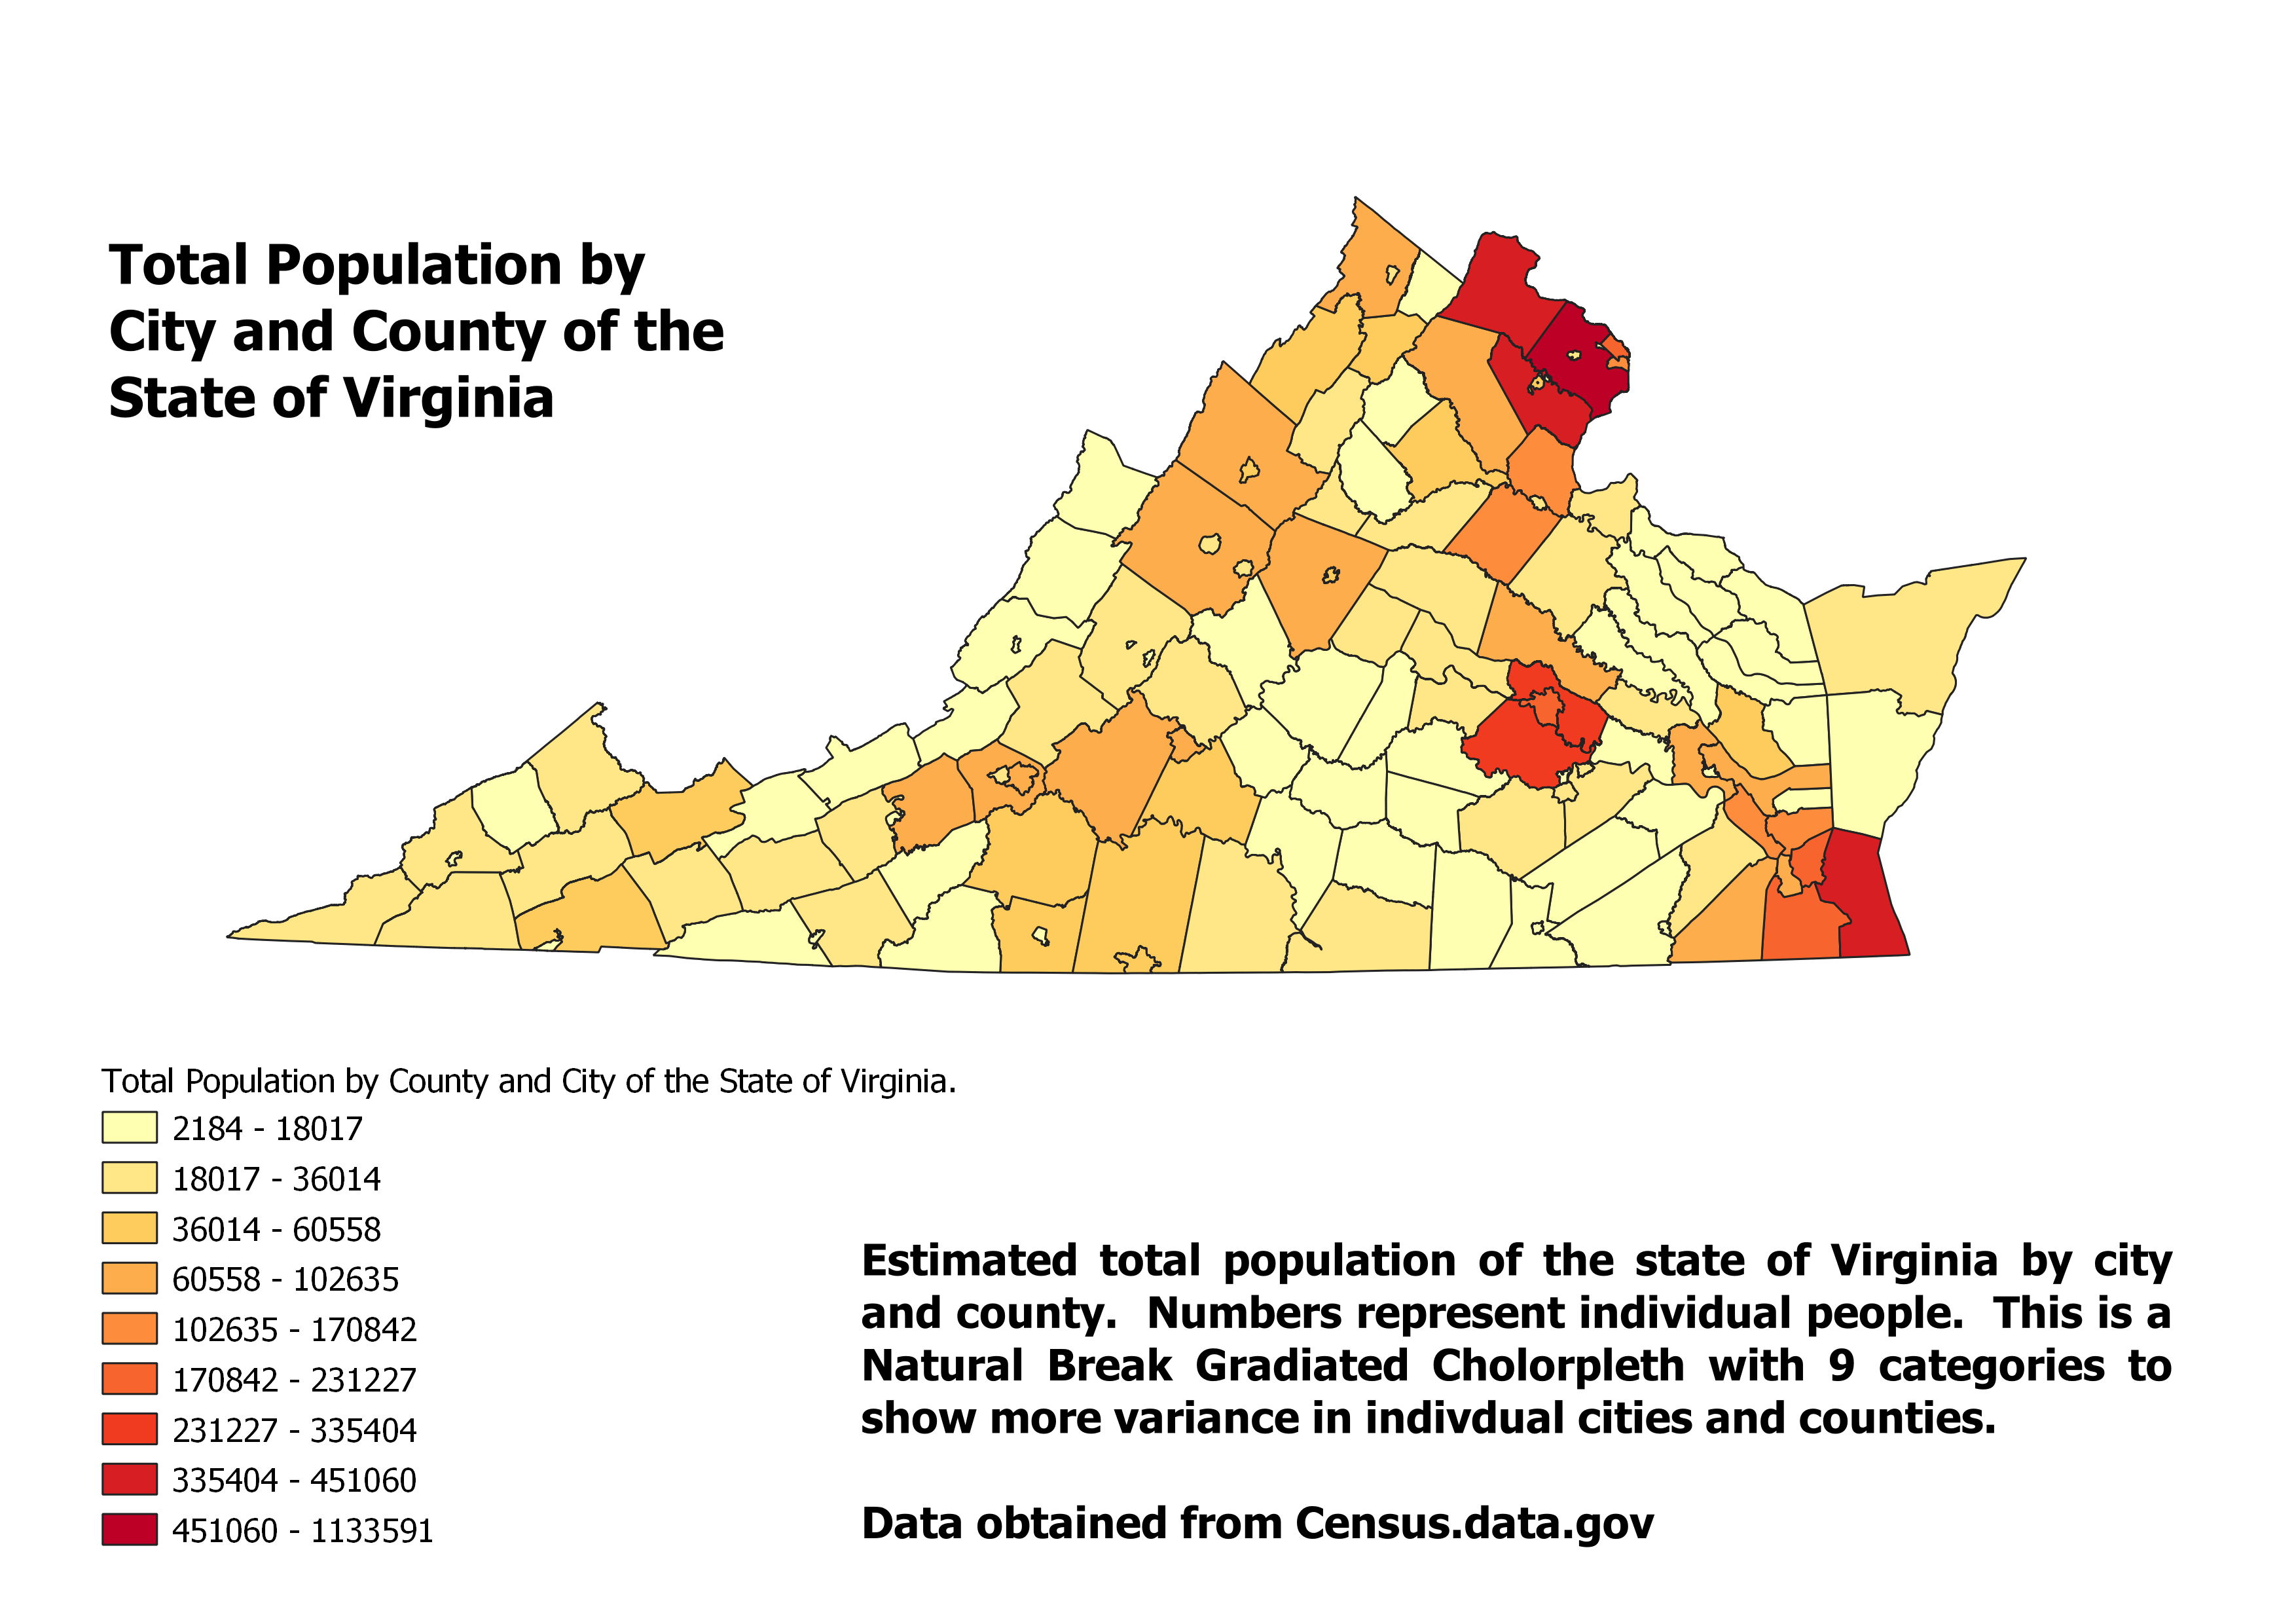 Total Population by
City and County of the
State of Virginia
Total Population by County and City of the State of Virginia.
2184 - 18017
18017 - 36014
36014 - 60558
60558 - 102635
102635 - 170842
170842 - 231227
231227 - 335404
335404 - 451060
451060 - 1133591
Estimated total population of the state of Virginia by city
and county. Numbers represent individual people. This is a
Natural Break Gradiated Cholorpleth with 9 categories to
show more variance in indivdual cities and counties.
Data obtained from Census.data.gov